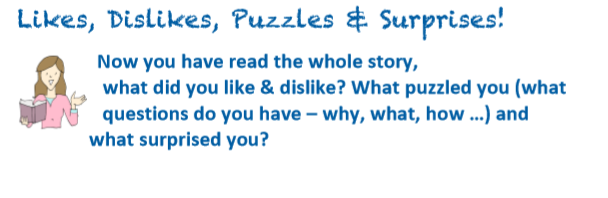 Likes, Dislikes, Puzzles & Surprises!
Now you have read the whole story,
what did you like & dislike? What puzzled you (what
questions do you have – why, what, how ...) and
what surprised you?